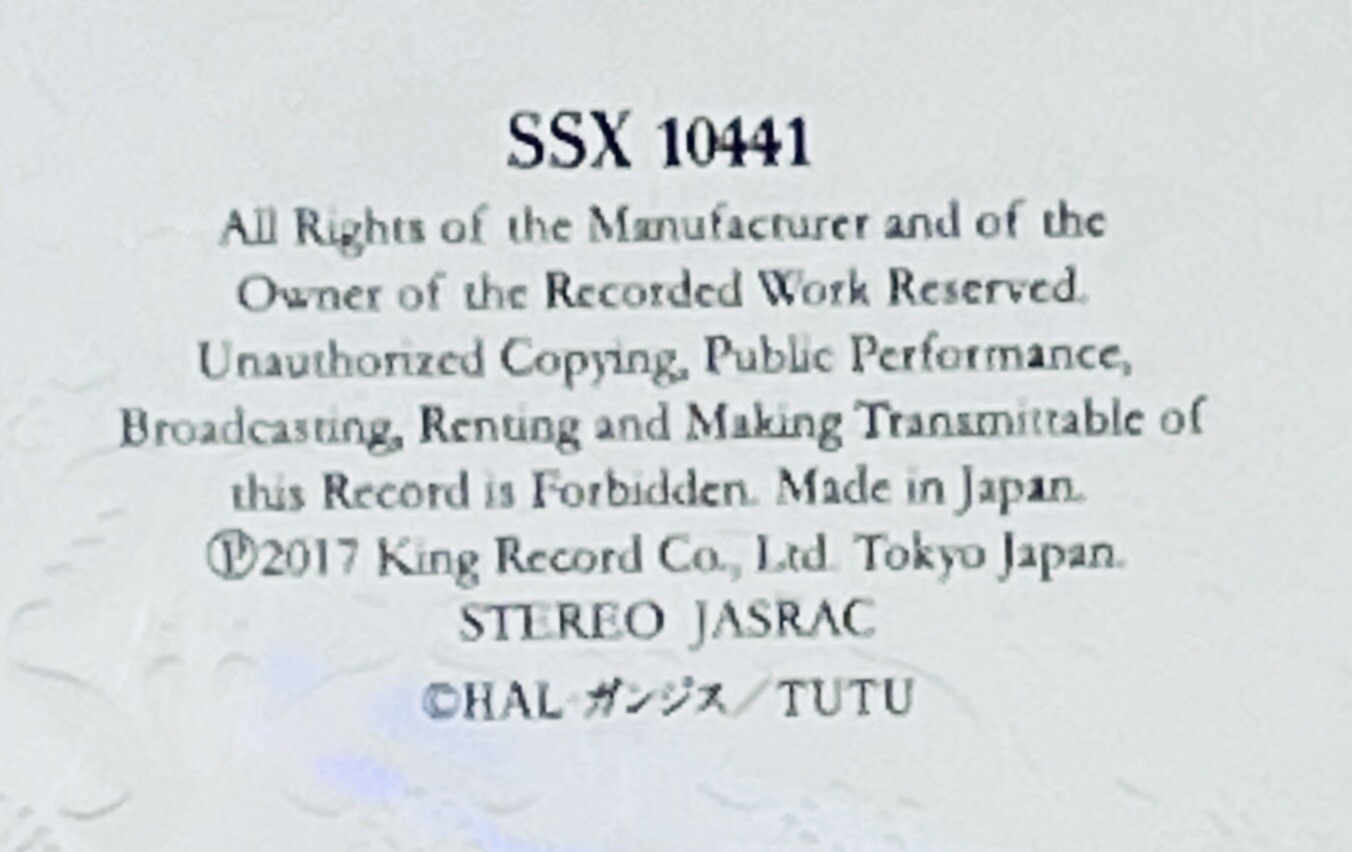 SSX 10441
All Rights of the Manufacturer and of the
Owner of the Recorded Work Reserved.
Unauthorized Copying, Public Performance,
Broadcasting, Renting and Making Transmittable of
this Record is Forbidden. Made in Japan.
Ⓟ2017 King Record Co., Ltd. Tokyo Japan.
STEREO JASRAC
©HAL・ガンジス／TUTU